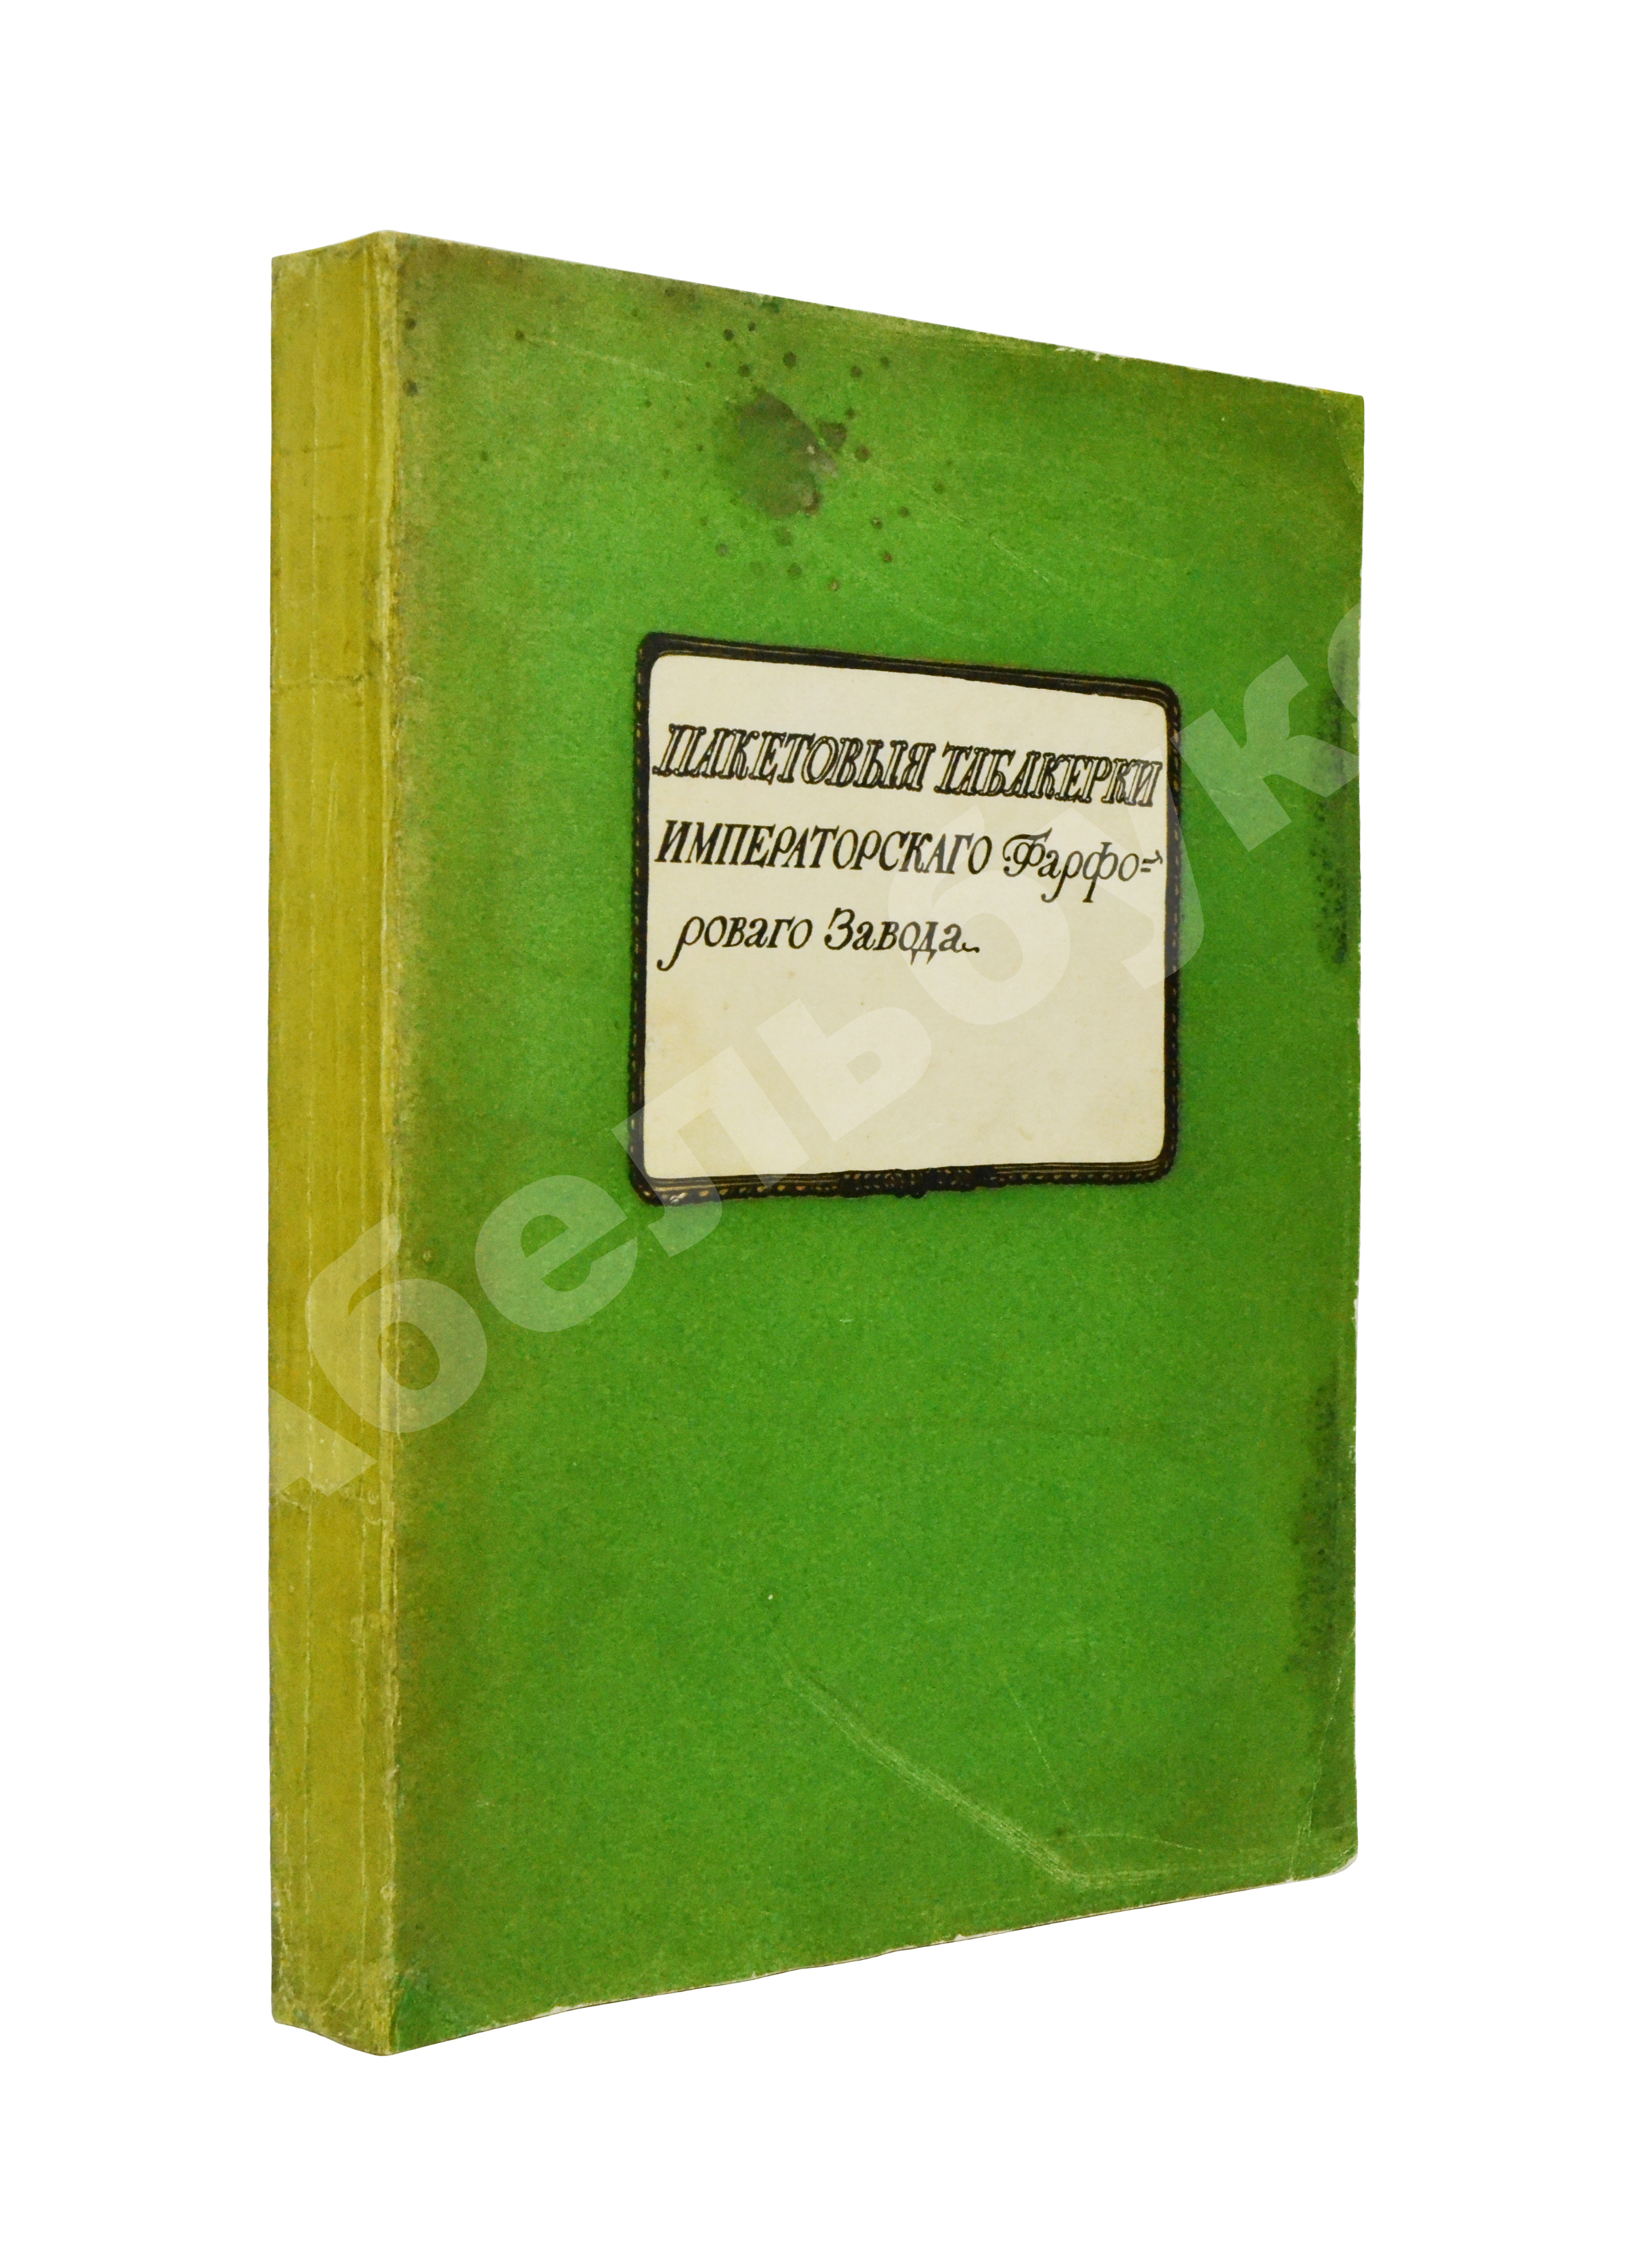 ПАКЕТОВЫЯ ТАБАКЕРКИ
ИМПЕРАТОРСКАГО Фарфо=
роваго Завода.